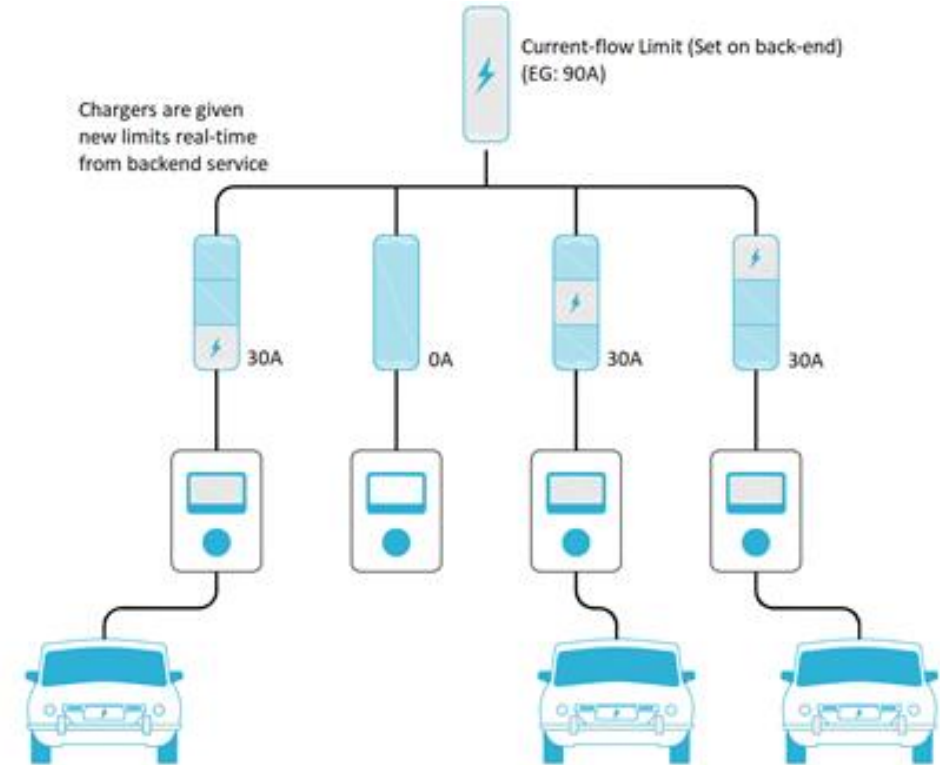 Current-flow Limit (Set on back-end)
(EG: 90A)
Chargers are given
new limits real-time
from backend service
30A
0A
30A
30A